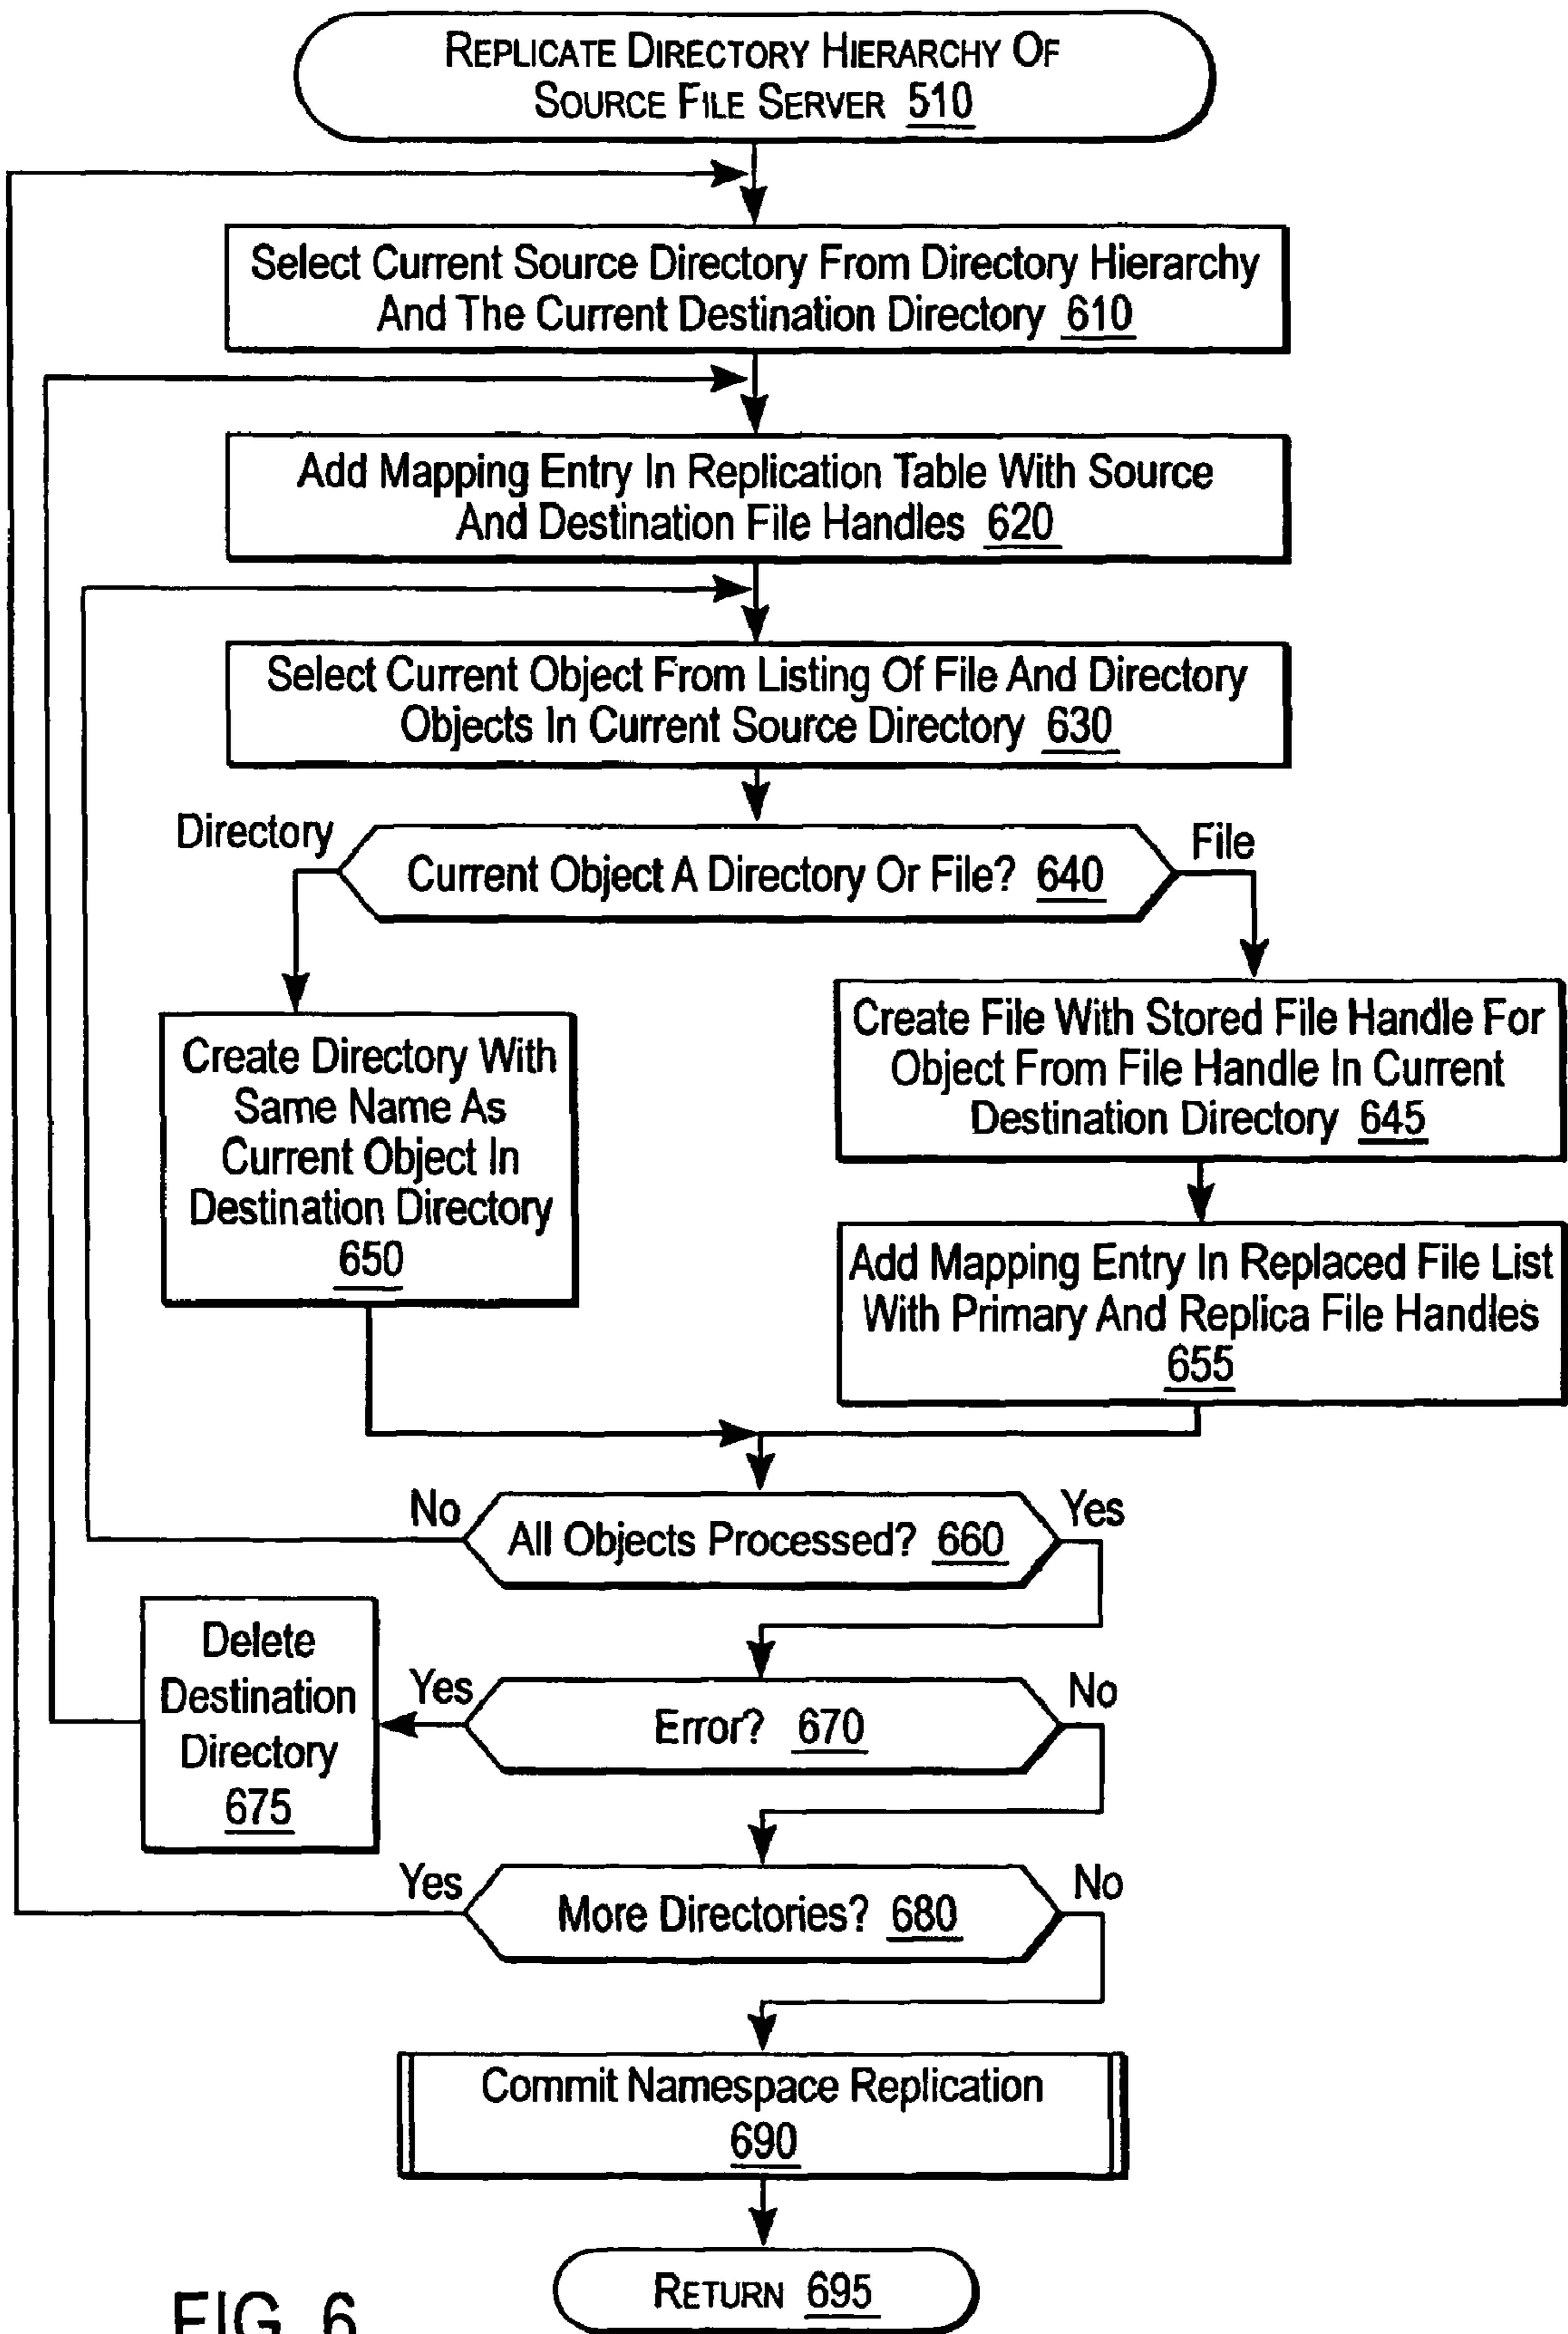 REPLICATE DIRECTORY HIERARCHY OF
SOURCE FILE SERVER 510
Select Current Source Directory From Directory Hierarchy
And The Current Destination Directory 610
Add Mapping Entry In Replication Table With Source
And Destination File Handles 620
Select Current Object From Listing Of File And Directory
Objects In Current Source Directory 630
Directory
File
Current Object A Directory Or File? 640
Create Directory With
Same Name As
Current Object In
Destination Directory
650
Create File With Stored File Handle For
Object From File Handle In Current
Destination Directory 645
Add Mapping Entry In Replaced File List
With Primary And Replica File Handles
655
No
Yes
All Objects Processed? 660
Delete
Destination
Directory
675
Yes
No
Error? 670
Yes
No
More Directories? 680
Commit Namespace Replication
690
RETURN 695
FIG. 6